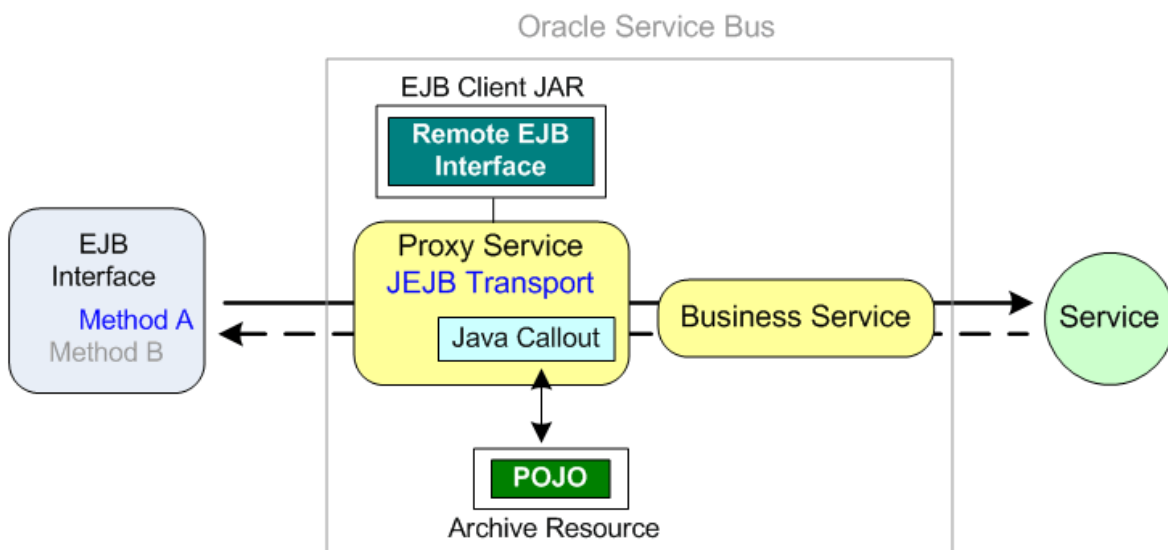 Oracle Service Bus
EJB Client JAR
Remote EJB
Interface
EJB
Interface
Method A
Method B
Proxy Service
JEJB Transport
Java Callout
Business Service
Service
POJO
Archive Resource